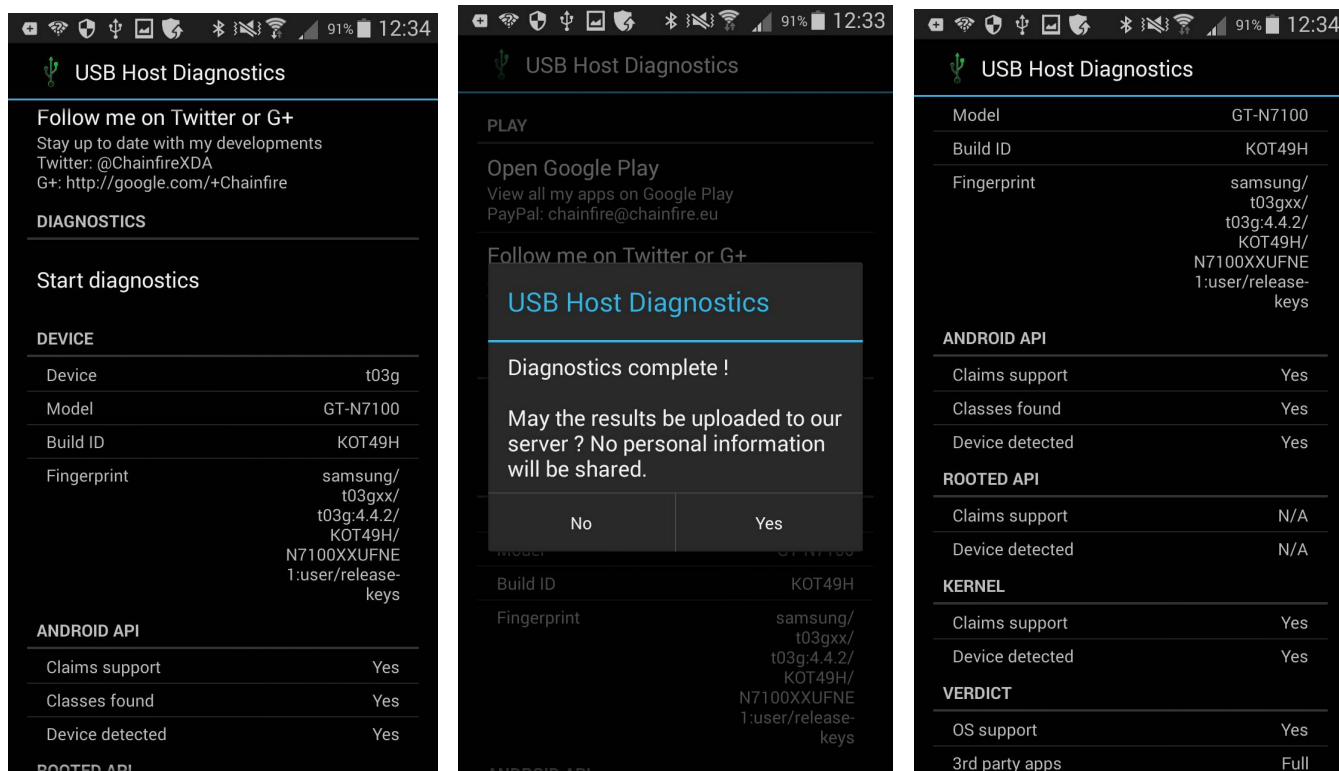 91% 12:34
USB Host Diagnostics
Follow me on Twitter or G+
Stay up to date with my developments
Twitter: @ChainfireXDA
G+: http://google.com/+Chainfire
DIAGNOSTICS
Start diagnostics
DEVICE
Device t03g
Model GT-N7100
Build ID KOT49H
Fingerprint samsung/
t03gxx/
t03g:4.4.2/
KOT49H/
N7100XXUFNE
1:user/release-
keys
ANDROID API
Claims support Yes
Classes found Yes
Device detected Yes
ROOTED API
91% 12:33
USB Host Diagnostics
PLAY
Open Google Play
View all my apps on Google Play
PayPal: chainfire@chainfire.eu
Follow me on Twitter or G+
USB Host Diagnostics
Diagnostics complete !
May the results be uploaded to our
server ? No personal information
will be shared.
No Yes
Model GT-N7100
Build ID KOT49H
Fingerprint samsung/
t03gxx/
t03g:4.4.2/
KOT49H/
N7100XXUFNE
1:user/release-
keys
ANDROID API
91% 12:34
USB Host Diagnostics
Model GT-N7100
Build ID KOT49H
Fingerprint samsung/
t03gxx/
t03g:4.4.2/
KOT49H/
N7100XXUFNE
1:user/release-
keys
ANDROID API
Claims support Yes
Classes found Yes
Device detected Yes
ROOTED API
Claims support N/A
Device detected N/A
KERNEL
Claims support Yes
Device detected Yes
VERDICT
OS support Yes
3rd party apps Full